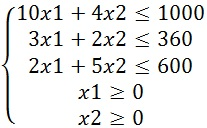 10x1 + 4x2 ≤ 1000
3x1 + 2x2 ≤ 360
2x1 + 5x2 ≤ 600
x1 ≥ 0
x2 ≥ 0